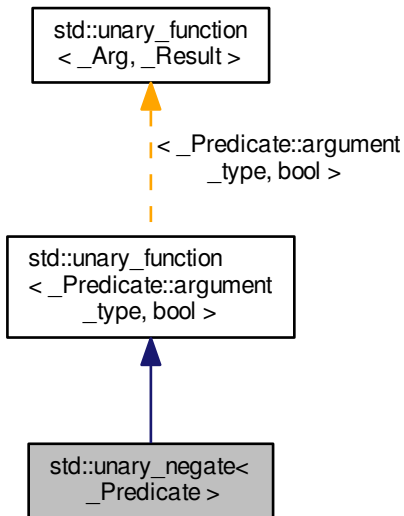 std::unary_function
< _Arg, _Result >
< _Predicate::argument
_type, bool >
std::unary_function
< _Predicate::argument
_type, bool >
std::unary_negate<
_Predicate >